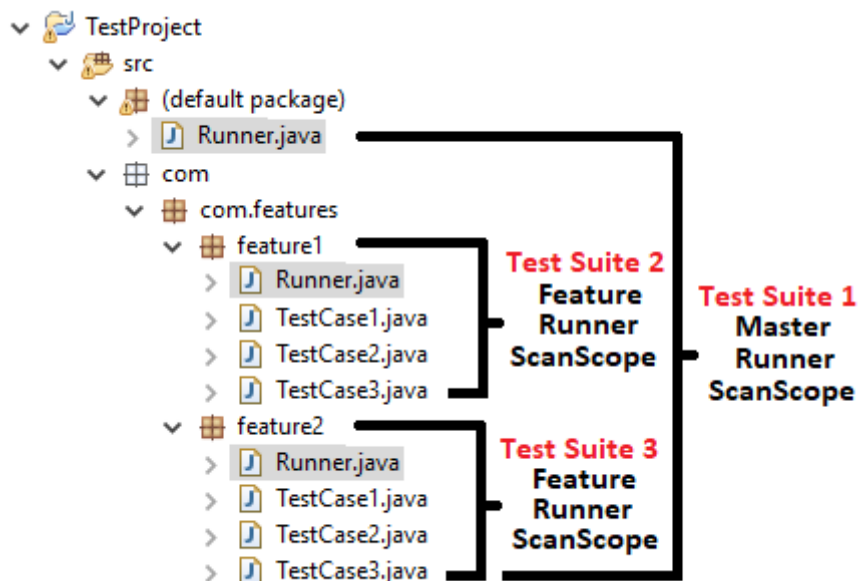 TestProject
src
(default package)
Runner.java
com
com.features
feature1
Runner.java
TestCase1.java
TestCase2.java
TestCase3.java
feature2
Runner.java
TestCase1.java
TestCase2.java
TestCase3.java
Test Suite 2
Feature
Runner
ScanScope
Test Suite 3
Feature
Runner
ScanScope
Test Suite 1
Master
Runner
ScanScope